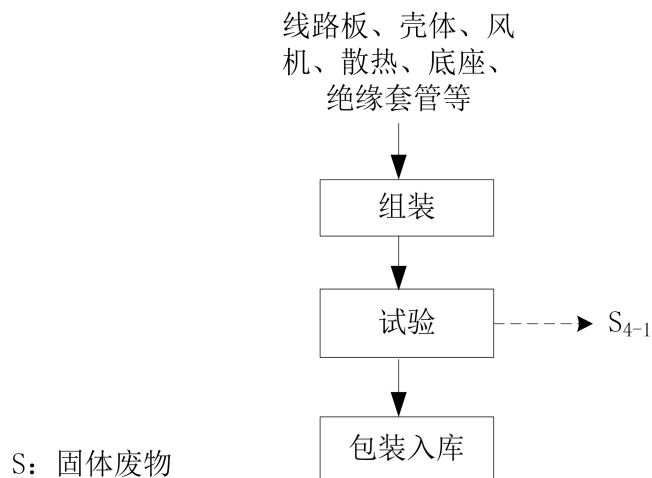 线路板、壳体、风
机、散热、底座、
绝缘套管等
组装
试验
S4-1
包装入库
S：固体废物